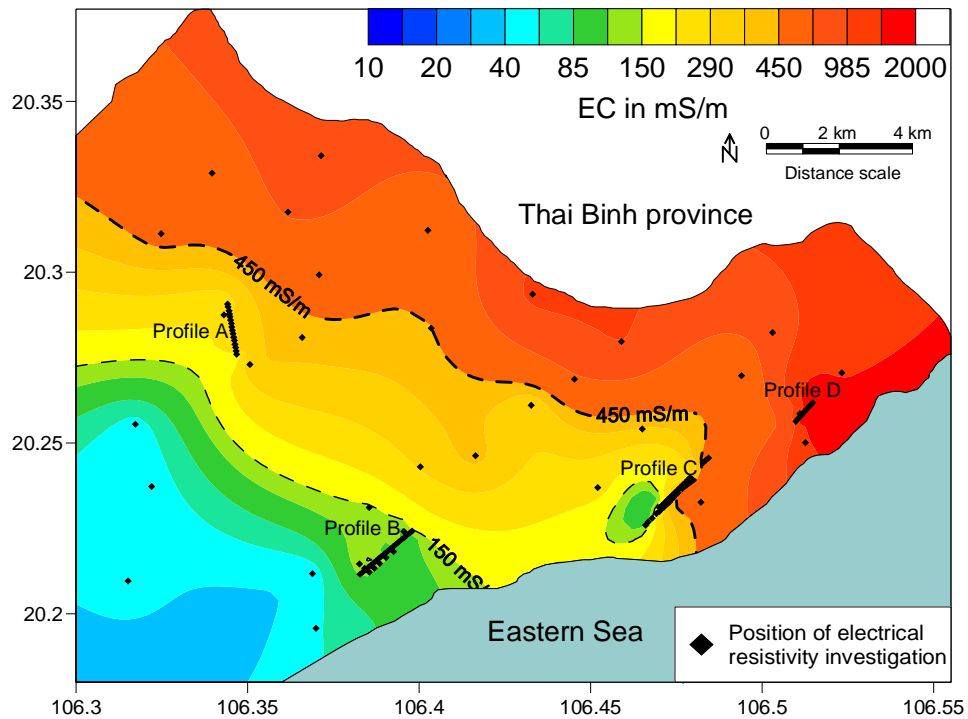 10 20 40 85 150 290 450 985 2000
EC in mS/m
20.35
0 2 km 4 km
N
Distance scale
Thai Binh province
20.3
450 mS/m
Profile A
Profile D
450 mS/m
20.25
Profile C
Profile B
150 mS/
20.2
Eastern Sea
Position of electrical
resistivity investigation
106.3 106.35 106.4 106.45 106.5 106.55